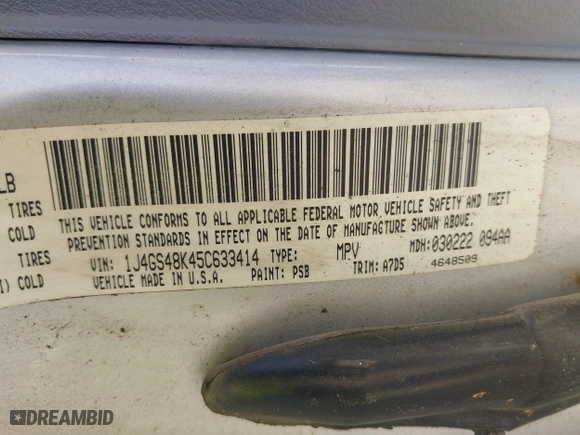 LB
TIRES
COLD
TIRES
) COLD
THIS VEHICLE CONFORMS TO ALL APPLICABLE FEDERAL MOTOR VEHICLE SAFETY AND THEFT
PREVENTION STANDARDS IN EFFECT ON THE DATE OF MANUFACTURE SHOWN ABOVE.
VIN: 1J4GS48K45C633414 TYPE: MPV MDH: 030222 094AA
VEHICLE MADE IN U.S.A. PAINT: PSB TRIM: A7D5 4648509
DREAMBID